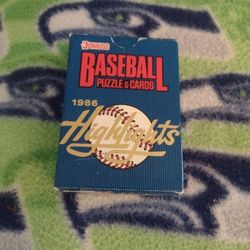 DONRUSS
BASEBALL
PUZZLE & CARDS
1986
HighLights